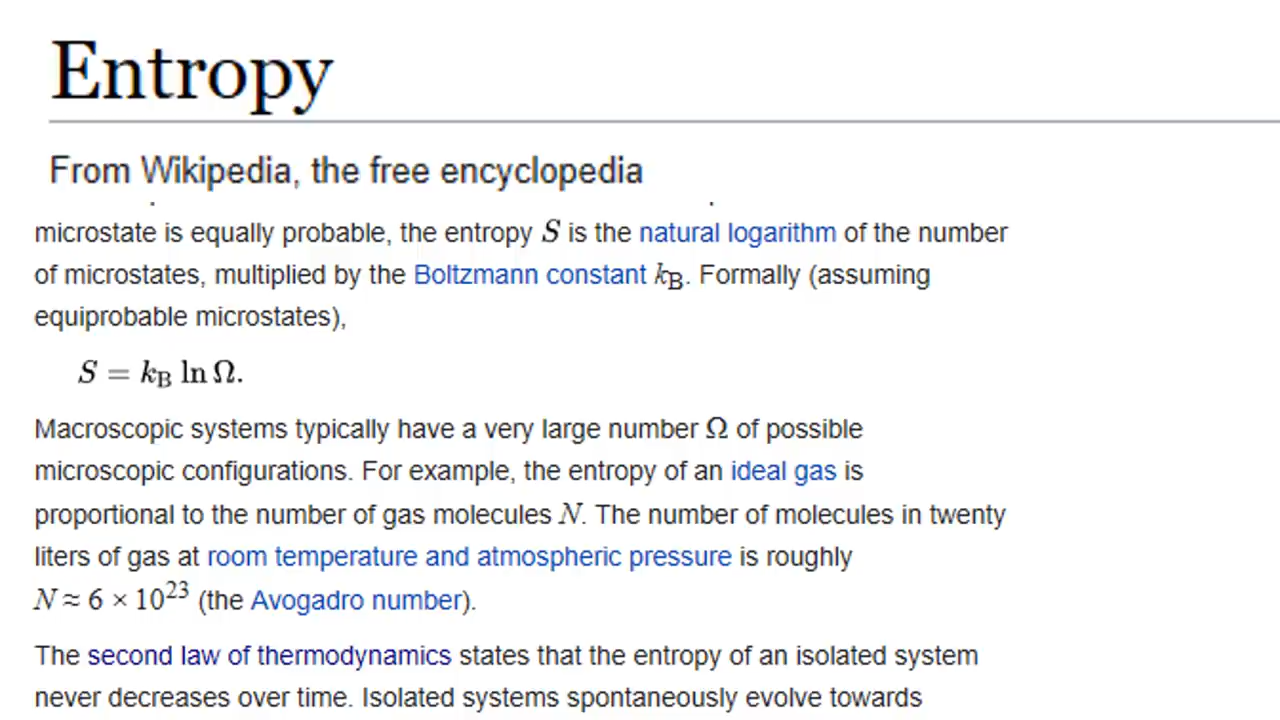 Entropy
From Wikipedia, the free encyclopedia
microstate is equally probable, the entropy S is the natural logarithm of the number
of microstates, multiplied by the Boltzmann constant k_B. Formally (assuming
equiprobable microstates),
S = k_B ln Ω.
Macroscopic systems typically have a very large number Ω of possible
microscopic configurations. For example, the entropy of an ideal gas is
proportional to the number of gas molecules N. The number of molecules in twenty
liters of gas at room temperature and atmospheric pressure is roughly
N ≈ 6 × 10²³ (the Avogadro number).
The second law of thermodynamics states that the entropy of an isolated system
never decreases over time. Isolated systems spontaneously evolve towards